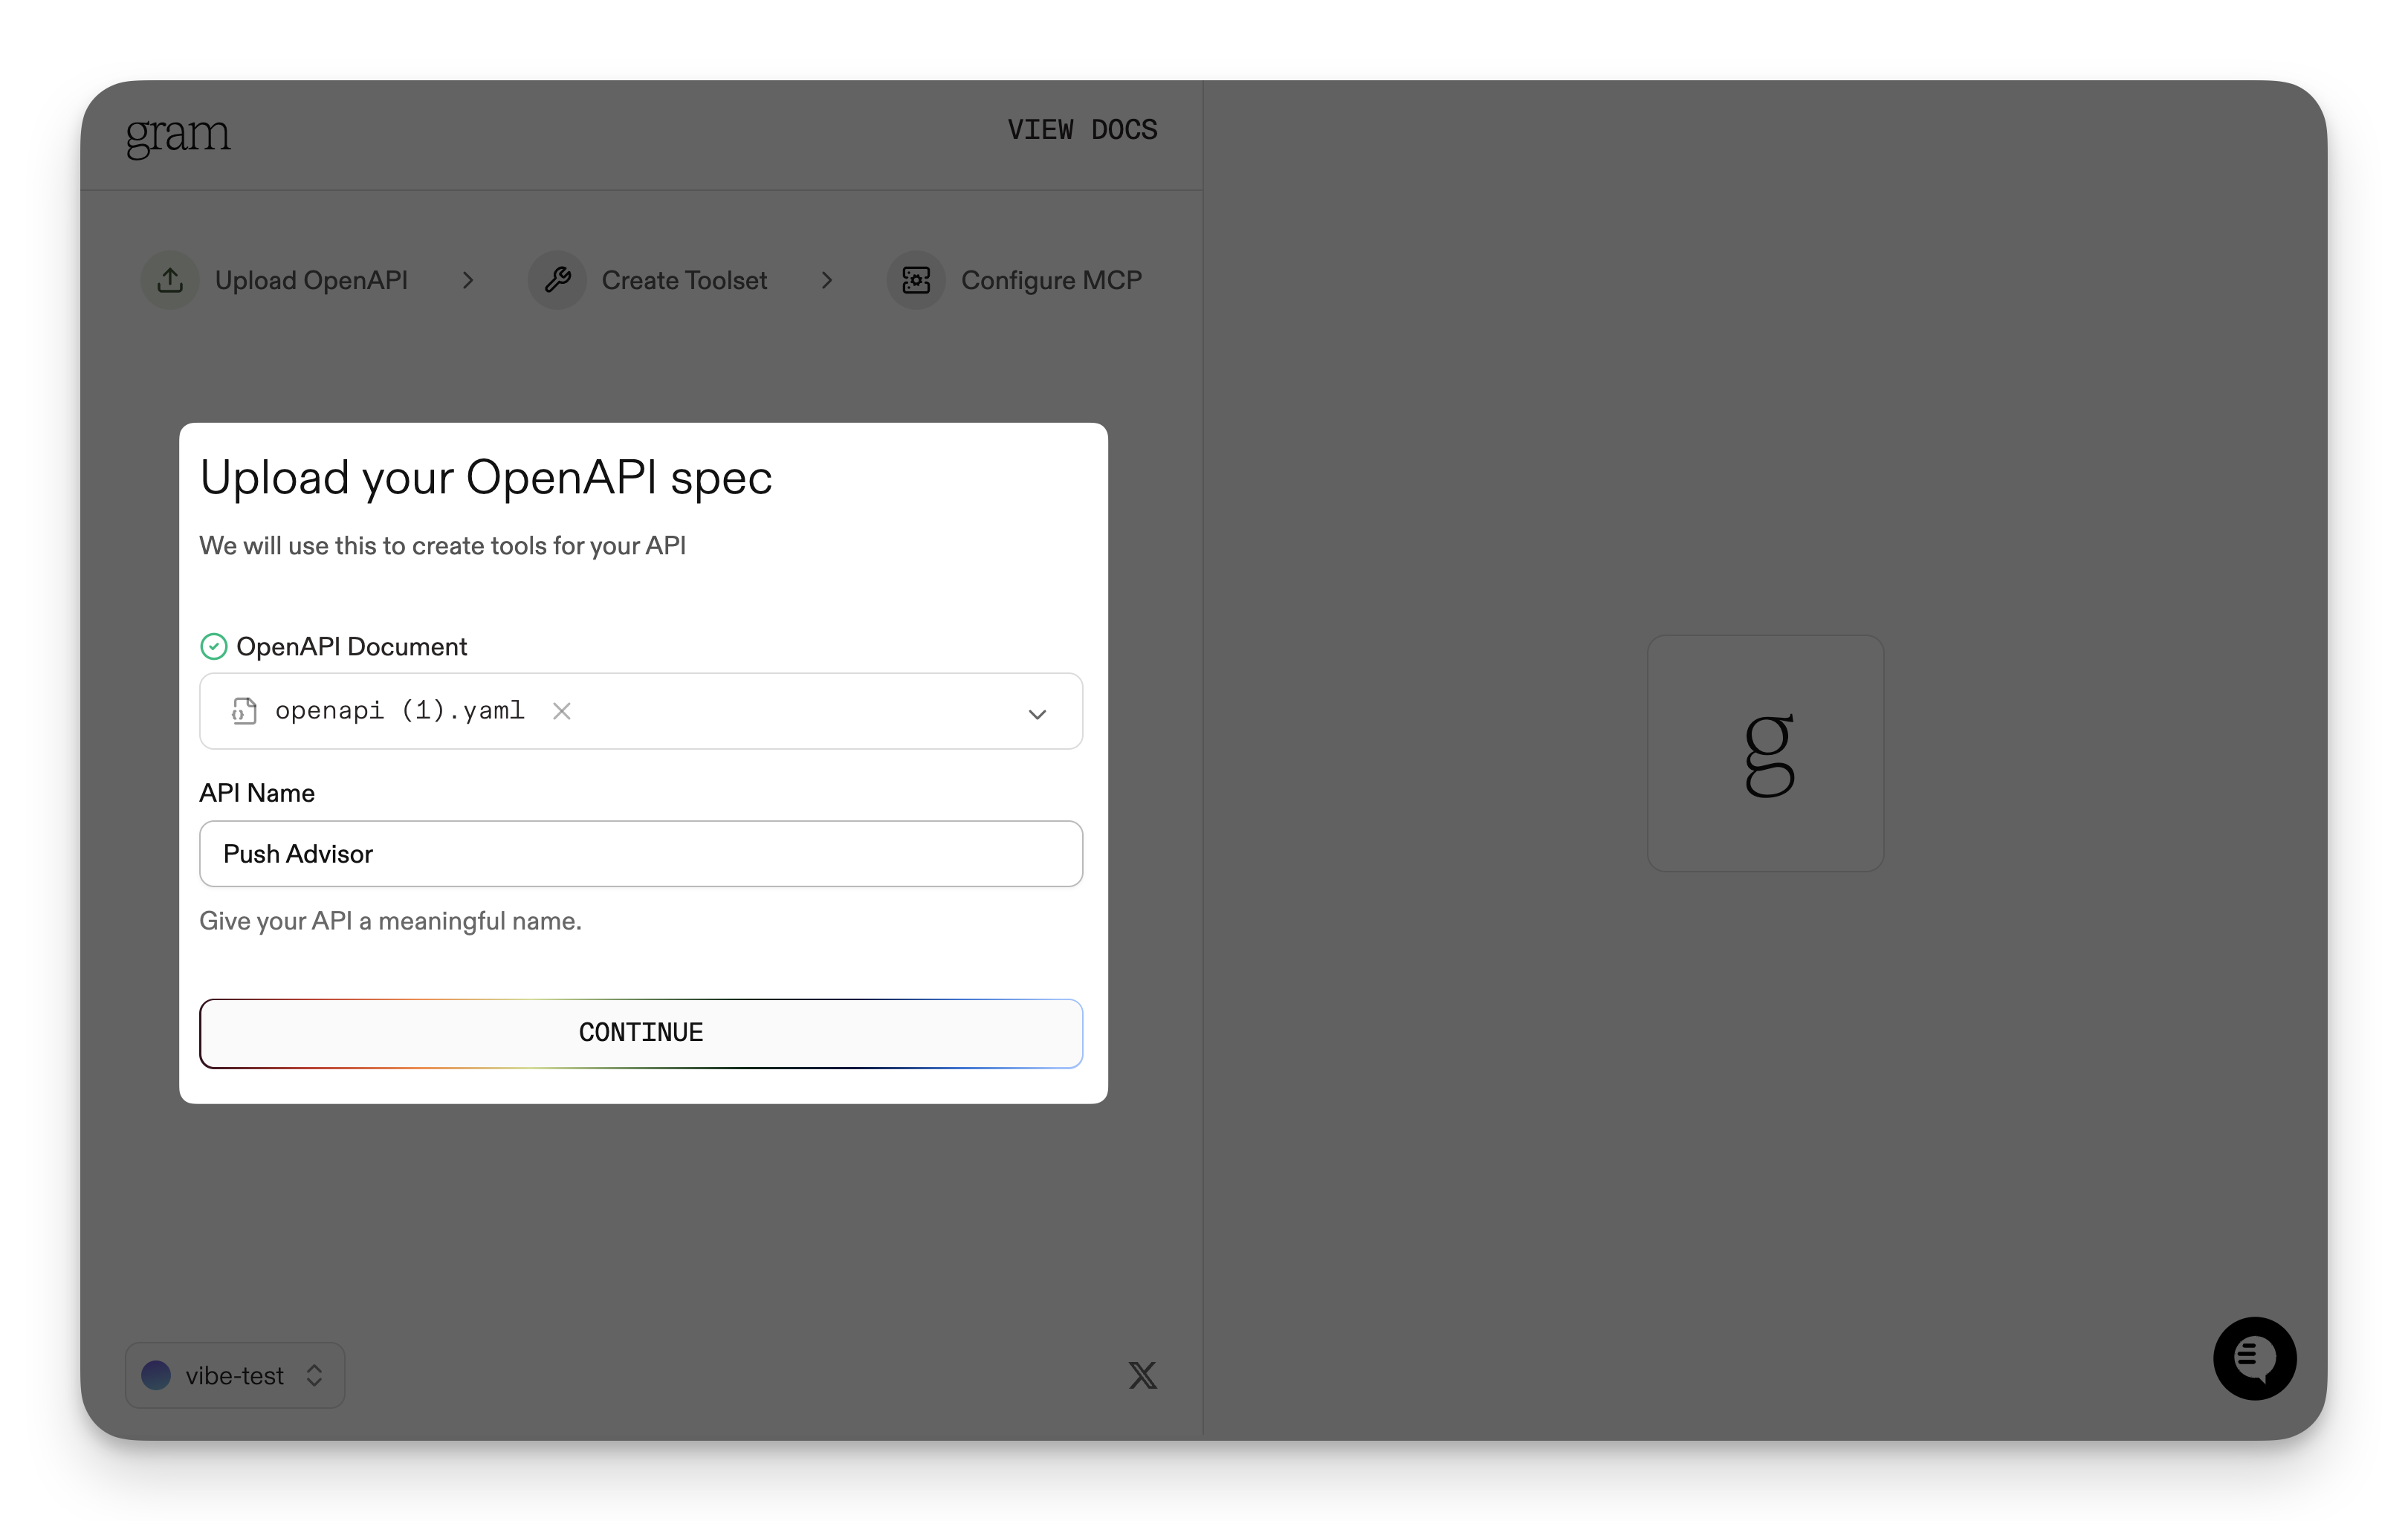 gram
VIEW DOCS
Upload OpenAPI
Create Toolset
Configure MCP
Upload your OpenAPI spec
We will use this to create tools for your API
OpenAPI Document
openapi (1).yaml
API Name
Push Advisor
Give your API a meaningful name.
CONTINUE
g
vibe-test